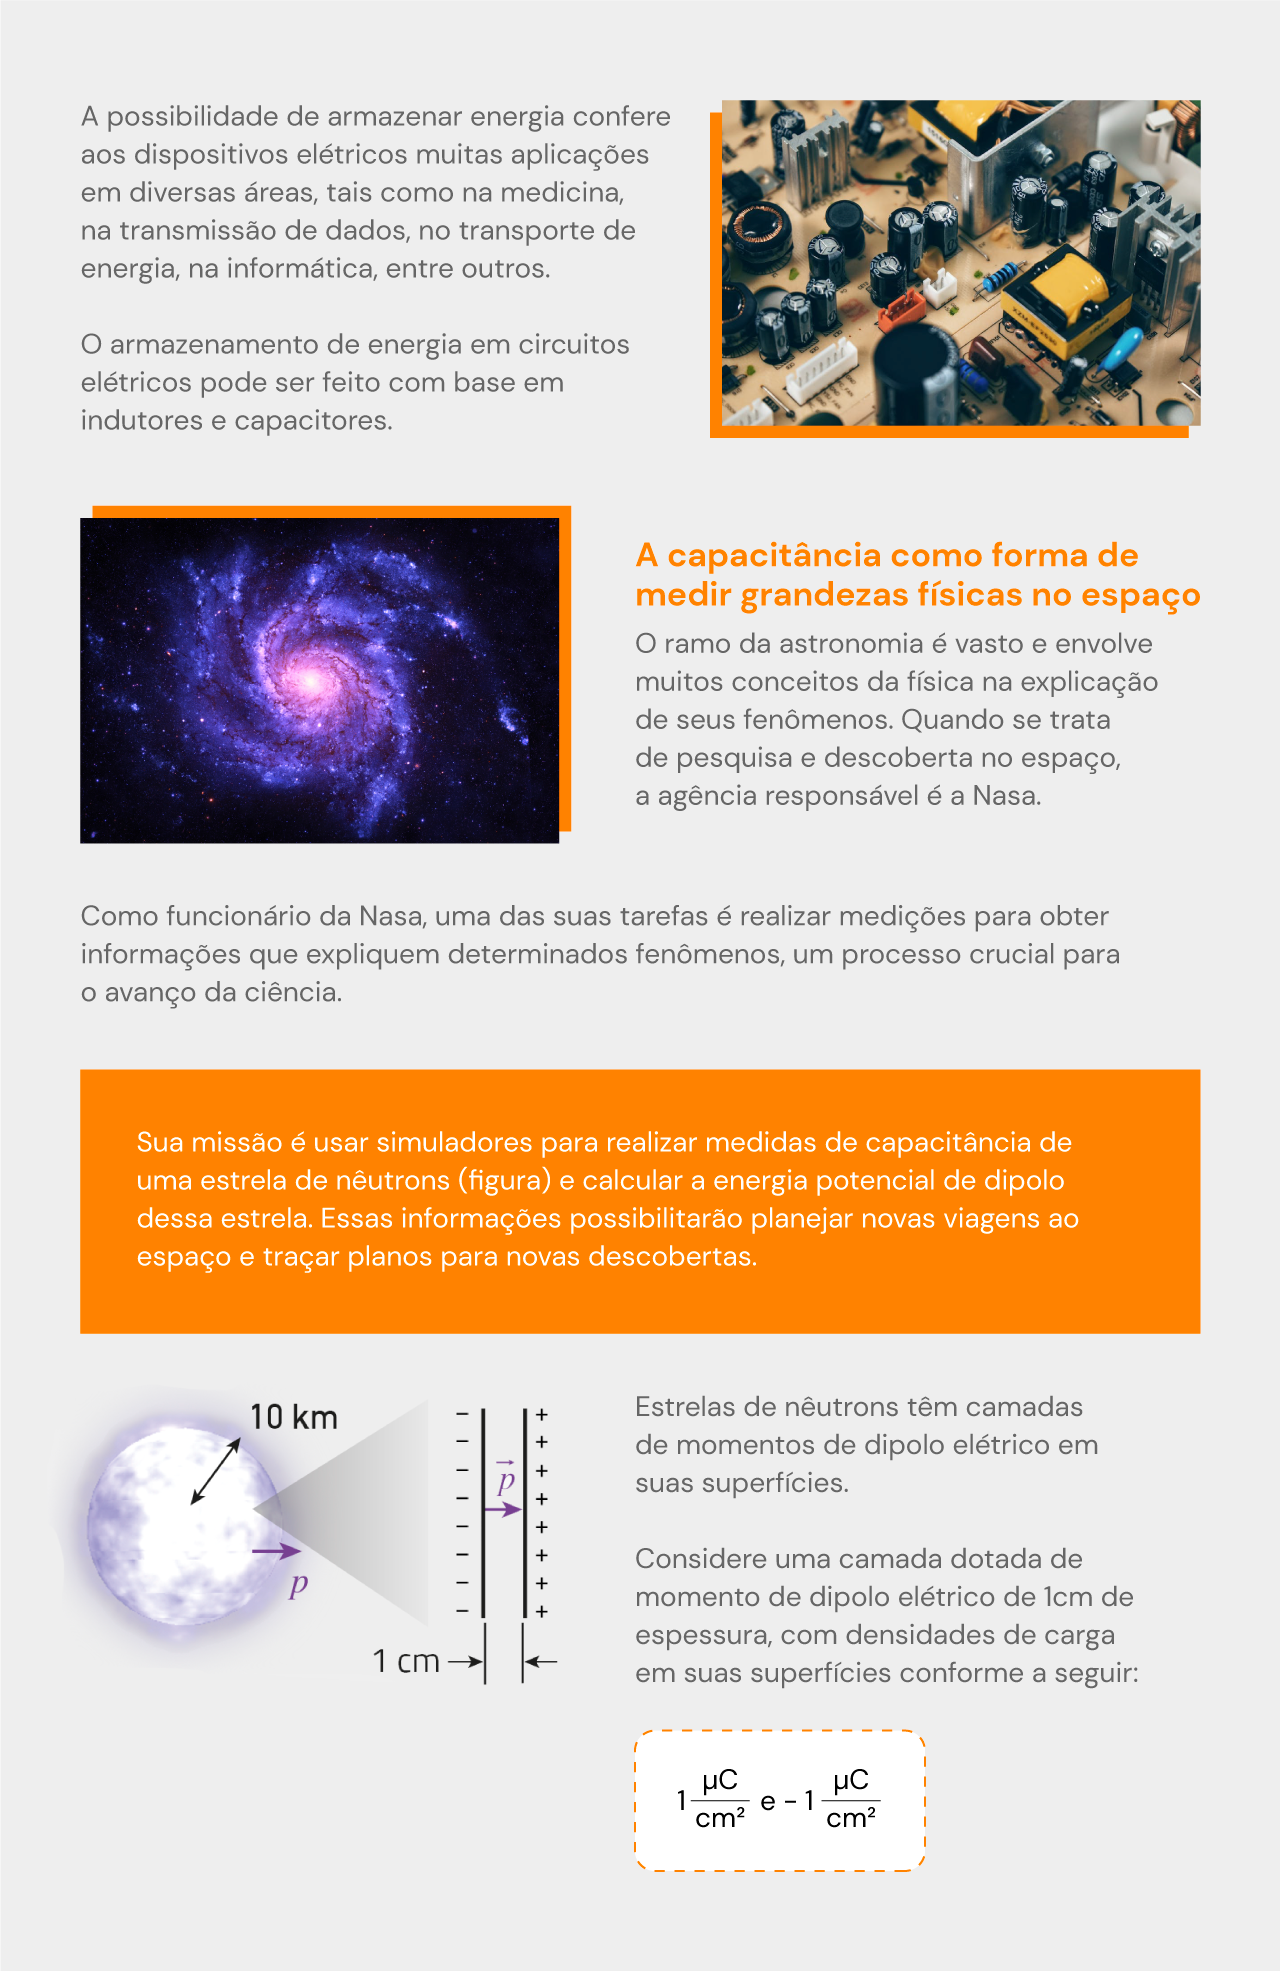 A possibilidade de armazenar energia confere
aos dispositivos elétricos muitas aplicações
em diversas áreas, tais como na medicina,
na transmissão de dados, no transporte de
energia, na informática, entre outros.
O armazenamento de energia em circuitos
elétricos pode ser feito com base em
indutores e capacitores.
A capacitância como forma de
medir grandezas físicas no espaço
O ramo da astronomia é vasto e envolve
muitos conceitos da física na explicação
de seus fenômenos. Quando se trata
de pesquisa e descoberta no espaço,
a agência responsável é a Nasa.
Como funcionário da Nasa, uma das suas tarefas é realizar medições para obter
informações que expliquem determinados fenômenos, um processo crucial para
o avanço da ciência.
Sua missão é usar simuladores para realizar medidas de capacitância de
uma estrela de nêutrons (figura) e calcular a energia potencial de dipolo
dessa estrela. Essas informações possibilitarão planejar novas viagens ao
espaço e traçar planos para novas descobertas.
10 km
p
p
1 cm
Estrelas de nêutrons têm camadas
de momentos de dipolo elétrico em
suas superfícies.
Considere uma camada dotada de
momento de dipolo elétrico de 1cm de
espessura, com densidades de carga
em suas superfícies conforme a seguir:
1 µC/cm² e - 1 µC/cm²